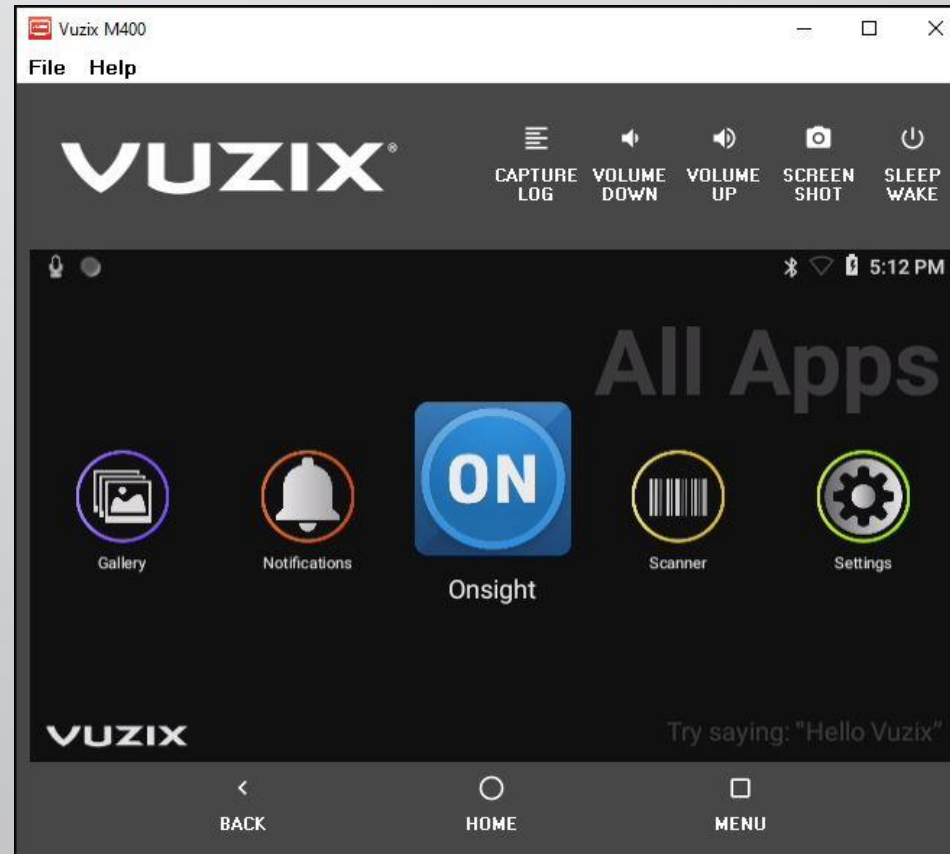 Vuzix M400
File Help
VUZIX®
CAPTURE LOG
VOLUME DOWN
VOLUME UP
SCREEN SHOT
SLEEP WAKE
5:12 PM
All Apps
Gallery
Notifications
ON
Onsight
Scanner
Settings
VUZIX
Try saying: "Hello Vuzix"
BACK
HOME
MENU